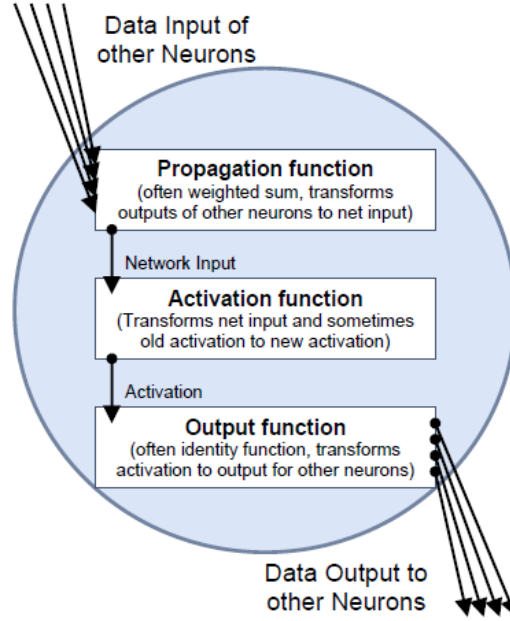 Data Input of
other Neurons
Propagation function
(often weighted sum, transforms
outputs of other neurons to net input)
Network Input
Activation function
(Transforms net input and sometimes
old activation to new activation)
Activation
Output function
(often identity function, transforms
activation to output for other neurons)
Data Output to
other Neurons